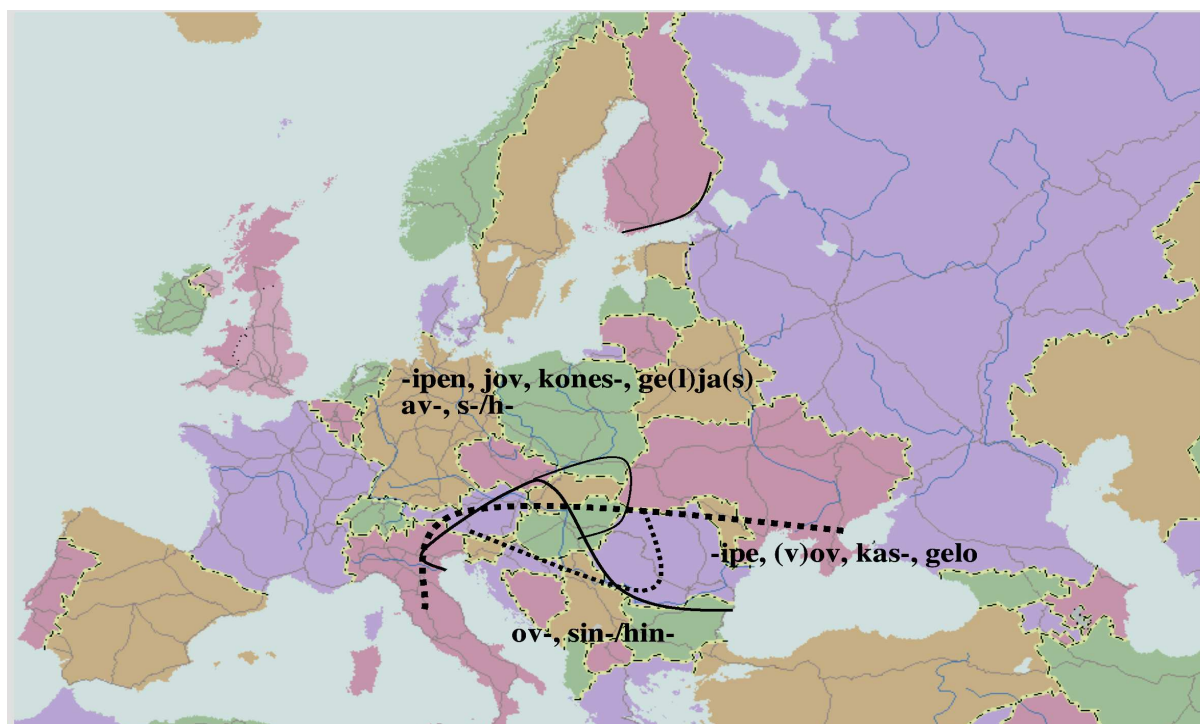 -ipen, jov, kones-, ge(l)ja(s)
av-, s-/h-
-ipe, (v)ov, kas-, gelo
ov-, sin-/hin-